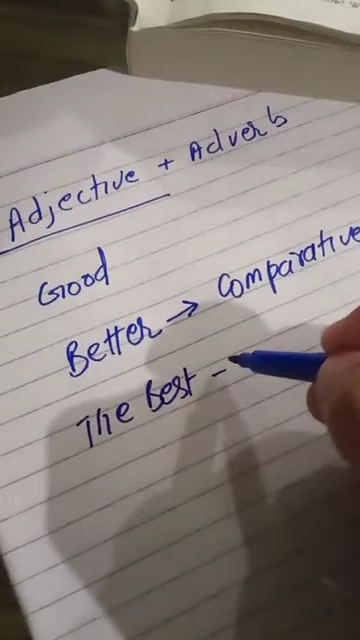 Adjective + Adverb
Good
Better → Comparative
The Best -